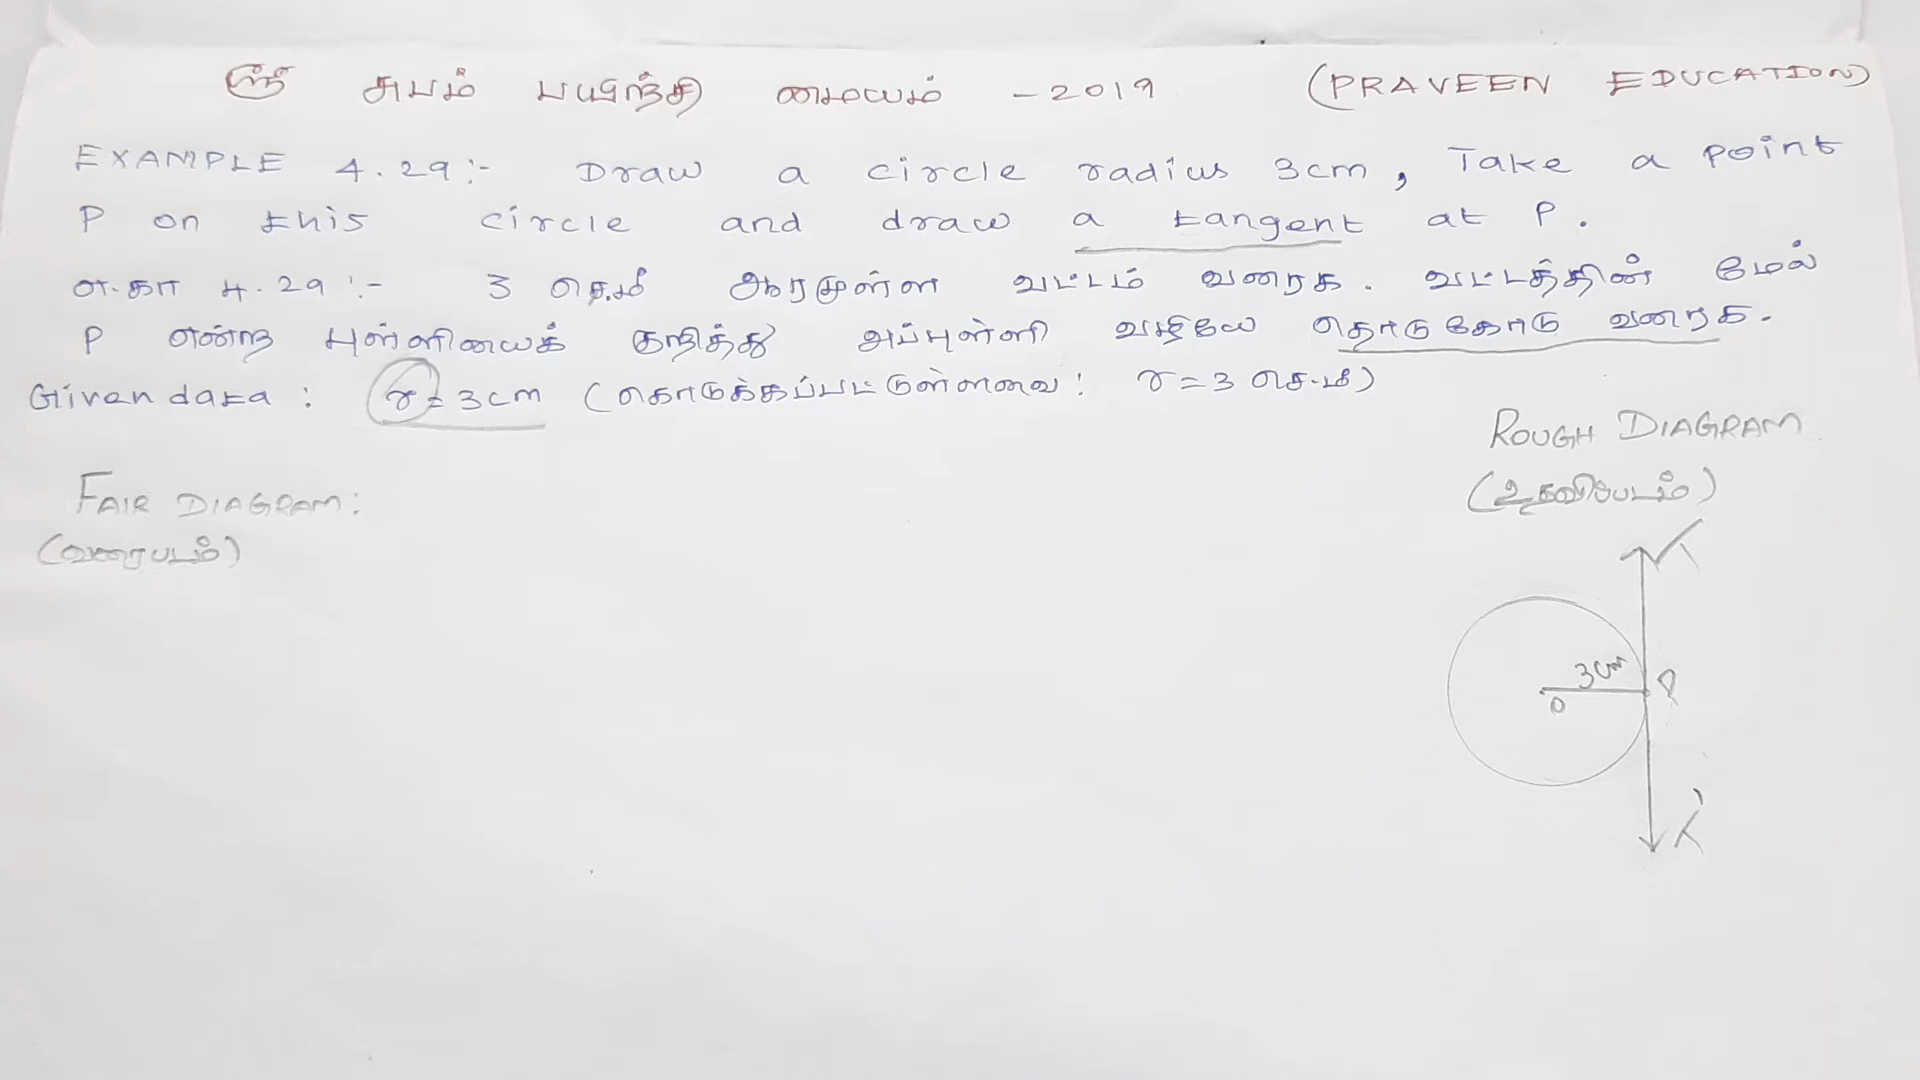 ஸ்ரீ சுபம் பயிற்சி மையம் - 2019 (PRAVEEN EDUCATION)
EXAMPLE 4.29:- Draw a circle radius 3cm, Take a point
P on this circle and draw a tangent at P.
எ.கா 4.29:- 3 செ.மீ ஆரமுள்ள வட்டம் வரைக. வட்டத்தின் மேல்
P என்ற புள்ளியைக் குறித்து அப்புள்ளி வழியே தொடுகோடு வரைக.
Given data: r = 3cm (கொடுக்கப்பட்டுள்ளவை: r = 3 செ.மீ)
ROUGH DIAGRAM
(உதவிப்படம்)
FAIR DIAGRAM:
(வரைபடம்)
T
3cm
O
P